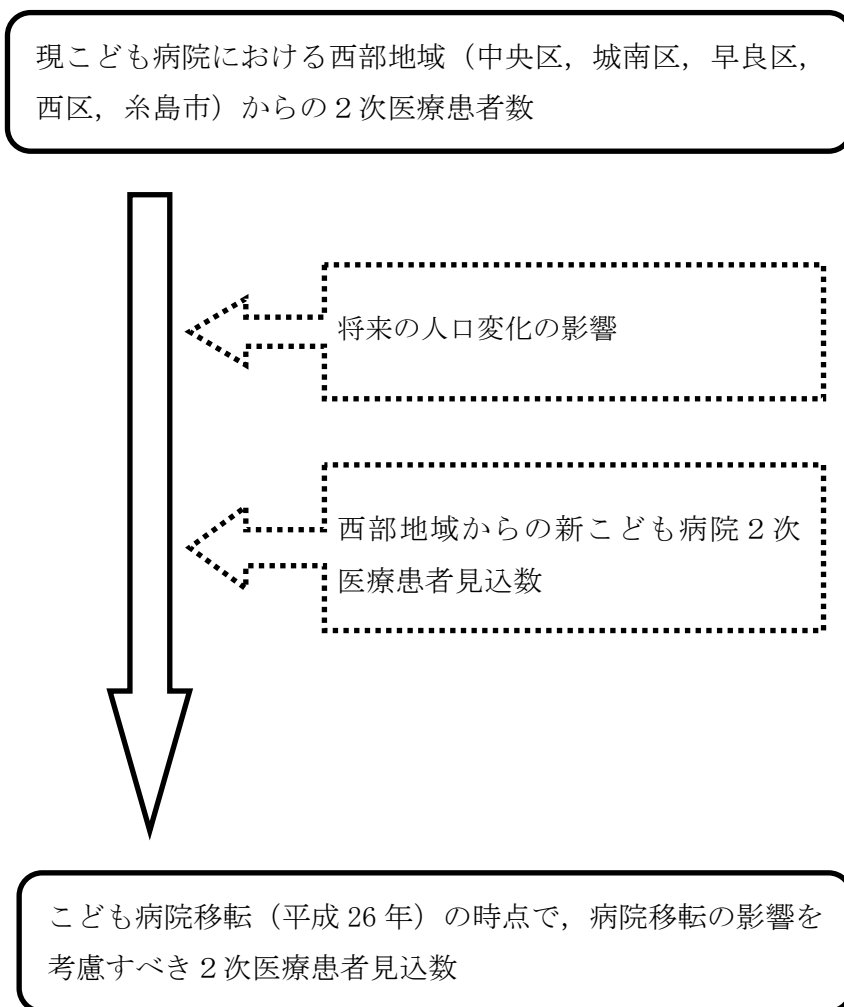 現こども病院における西部地域（中央区，城南区，早良区，
西区，糸島市）からの２次医療患者数
将来の人口変化の影響
西部地域からの新こども病院２次
医療患者見込数
こども病院移転（平成 26 年）の時点で，病院移転の影響を
考慮すべき２次医療患者見込数